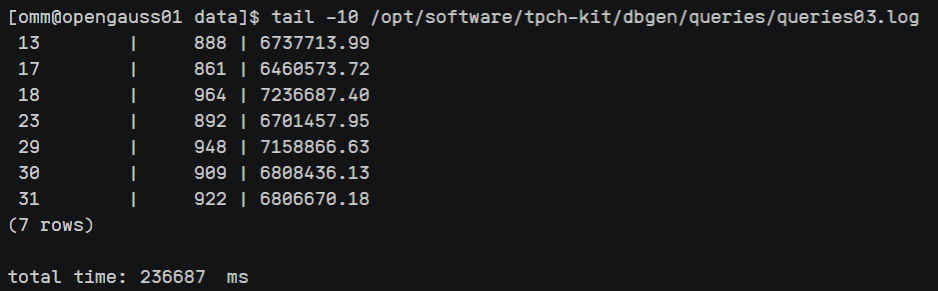 [omm@opengauss01 data]$ tail -10 /opt/software/tpch-kit/dbgen/queries/queries03.log
 13        |     888 | 6737713.99
 17        |     861 | 6460573.72
 18        |     964 | 7236687.40
 23        |     892 | 6701457.95
 29        |     948 | 7158866.63
 30        |     909 | 6808436.13
 31        |     922 | 6806670.18
(7 rows)

total time: 236687  ms